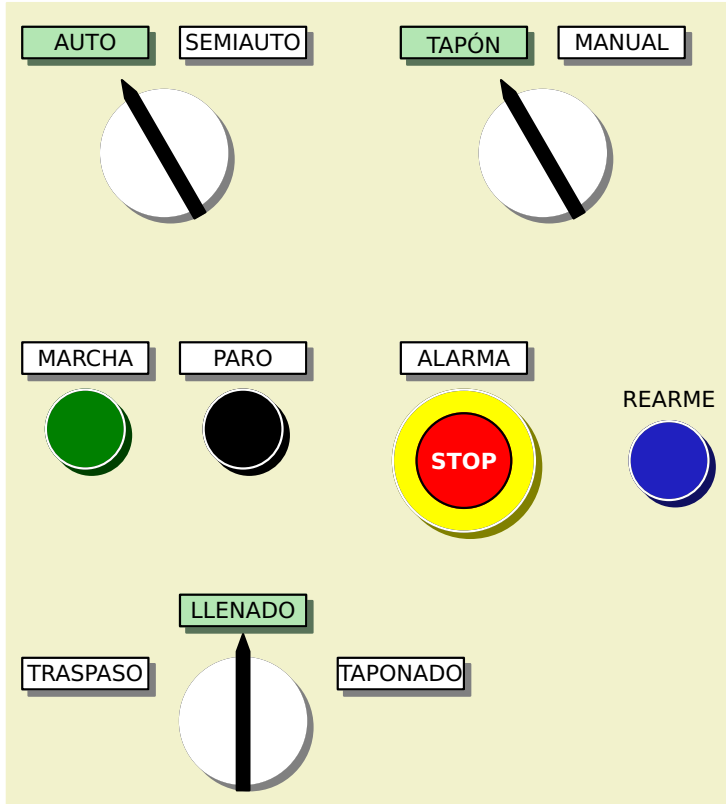 AUTO
SEMIAUTO
TAPÓN
MANUAL
MARCHA
PARO
ALARMA
REARME
STOP
LLENADO
TRASPASO
TAPONADO